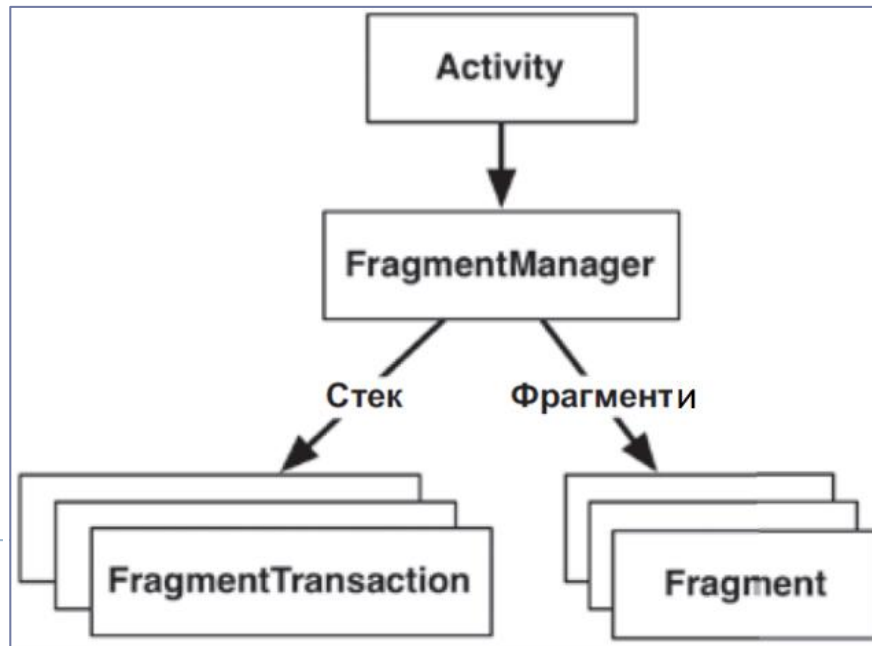 Activity
FragmentManager
Стек
Фрагменти
FragmentTransaction
Fragment